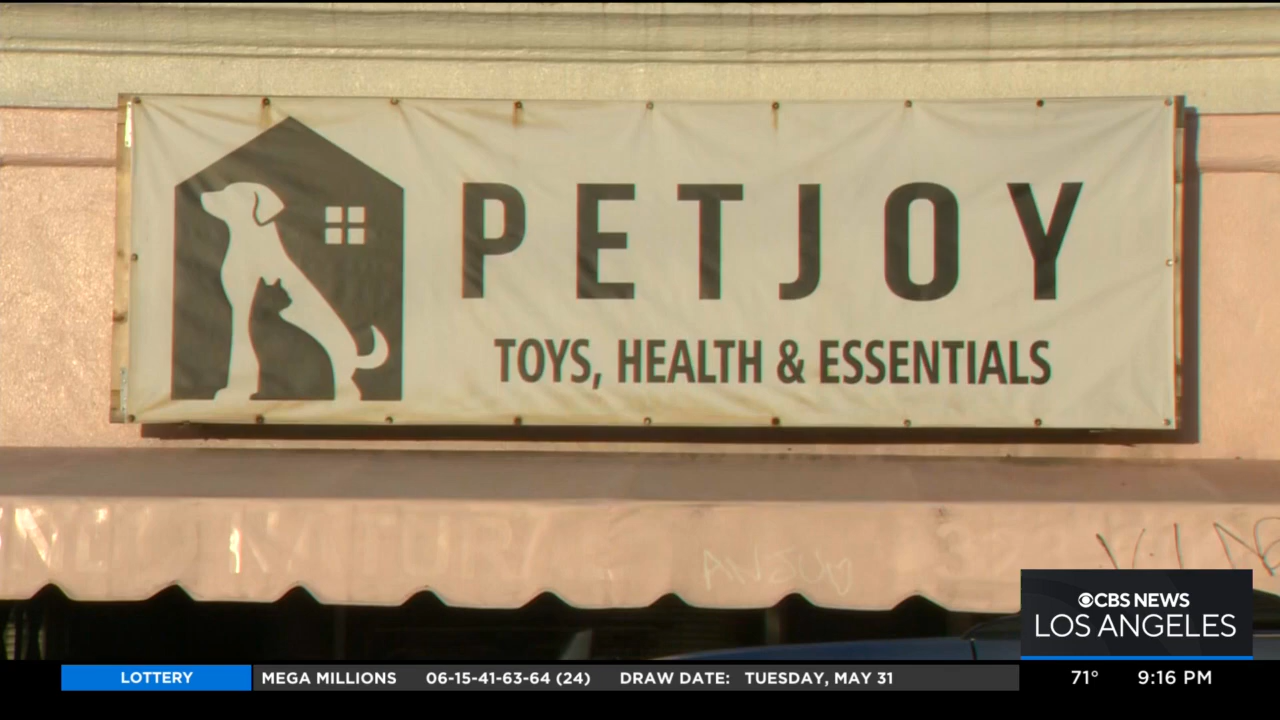 PETJOY
TOYS, HEALTH & ESSENTIALS
ANJUU
CBS NEWS
LOS ANGELES
LOTTERY MEGA MILLIONS 06-15-41-63-64 (24) DRAW DATE: TUESDAY, MAY 31 71° 9:16 PM